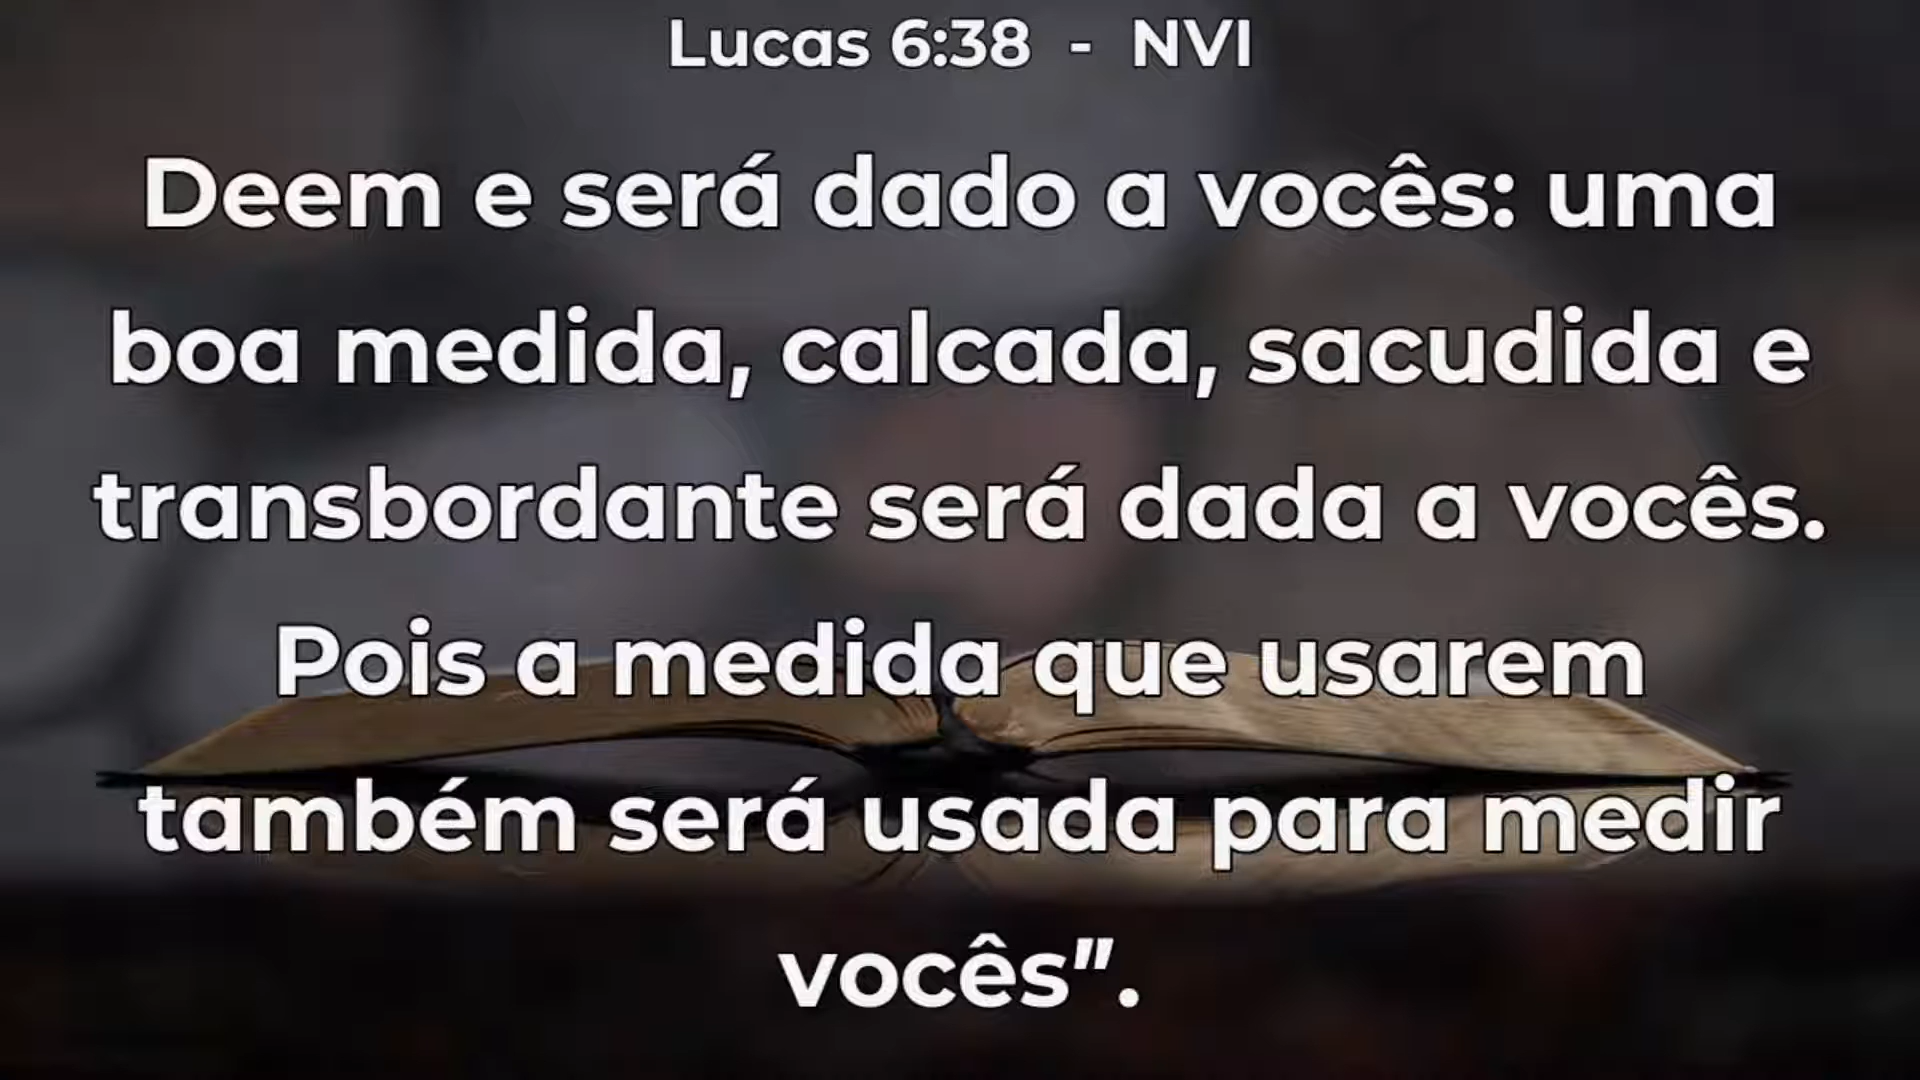 Lucas 6:38 - NVI
Deem e será dado a vocês: uma
boa medida, calcada, sacudida e
transbordante será dada a vocês.
Pois a medida que usarem
também será usada para medir
vocês”.